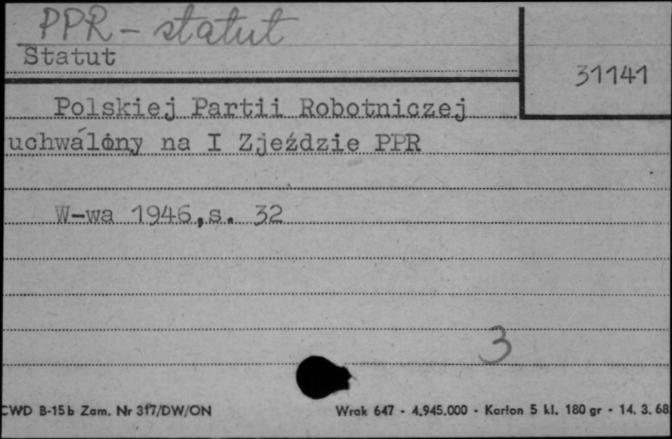 PPR - statut
Statut
31141
Polskiej Partii Robotniczej
uchwálony na I Zjeździe PPR
W-wa 1946,s. 32
3
CWD B-15b Zam. Nr 317/DW/ON
Wrak 647 - 4.945.000 - Karton 5 kl. 180 gr - 14. 3. 68